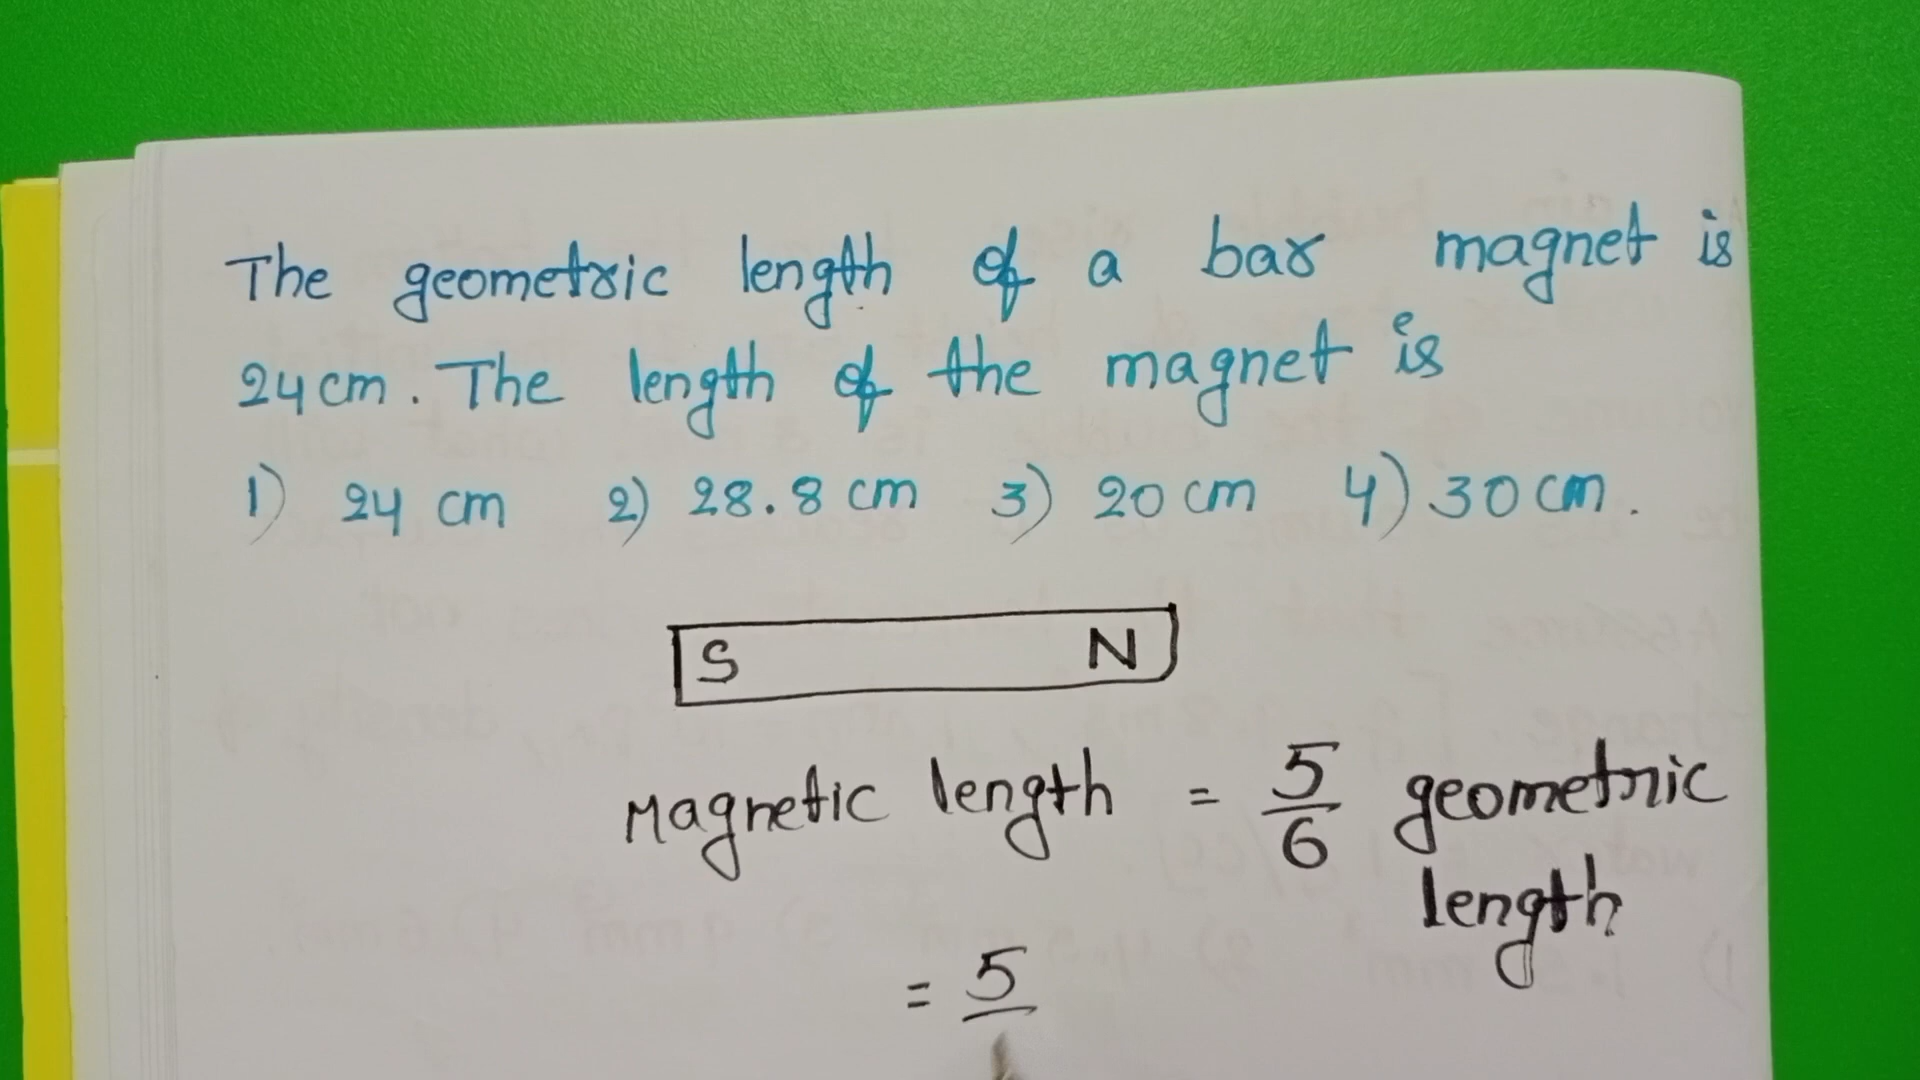 The geometric length of a bar magnet is
24 cm. The length of the magnet is
1) 24 cm 2) 28.8 cm 3) 20 cm 4) 30 cm.
S N
Magnetic length = 5/6 geometric
length
= 5